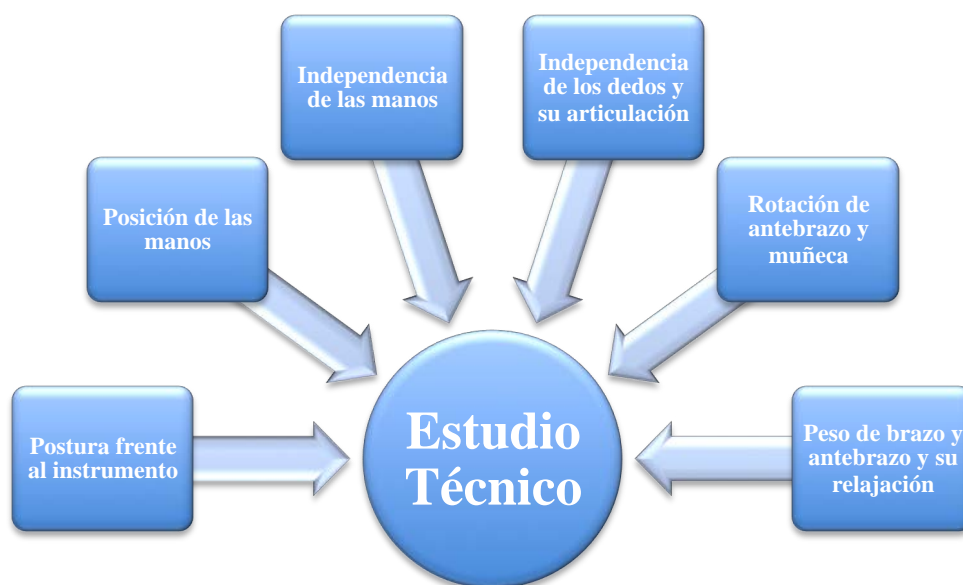 Independencia
de las manos
Independencia
de los dedos y
su articulación
Posición de las
manos
Rotación de
antebrazo y
muñeca
Postura frente
al instrumento
Estudio
Técnico
Peso de brazo y
antebrazo y su
relajación